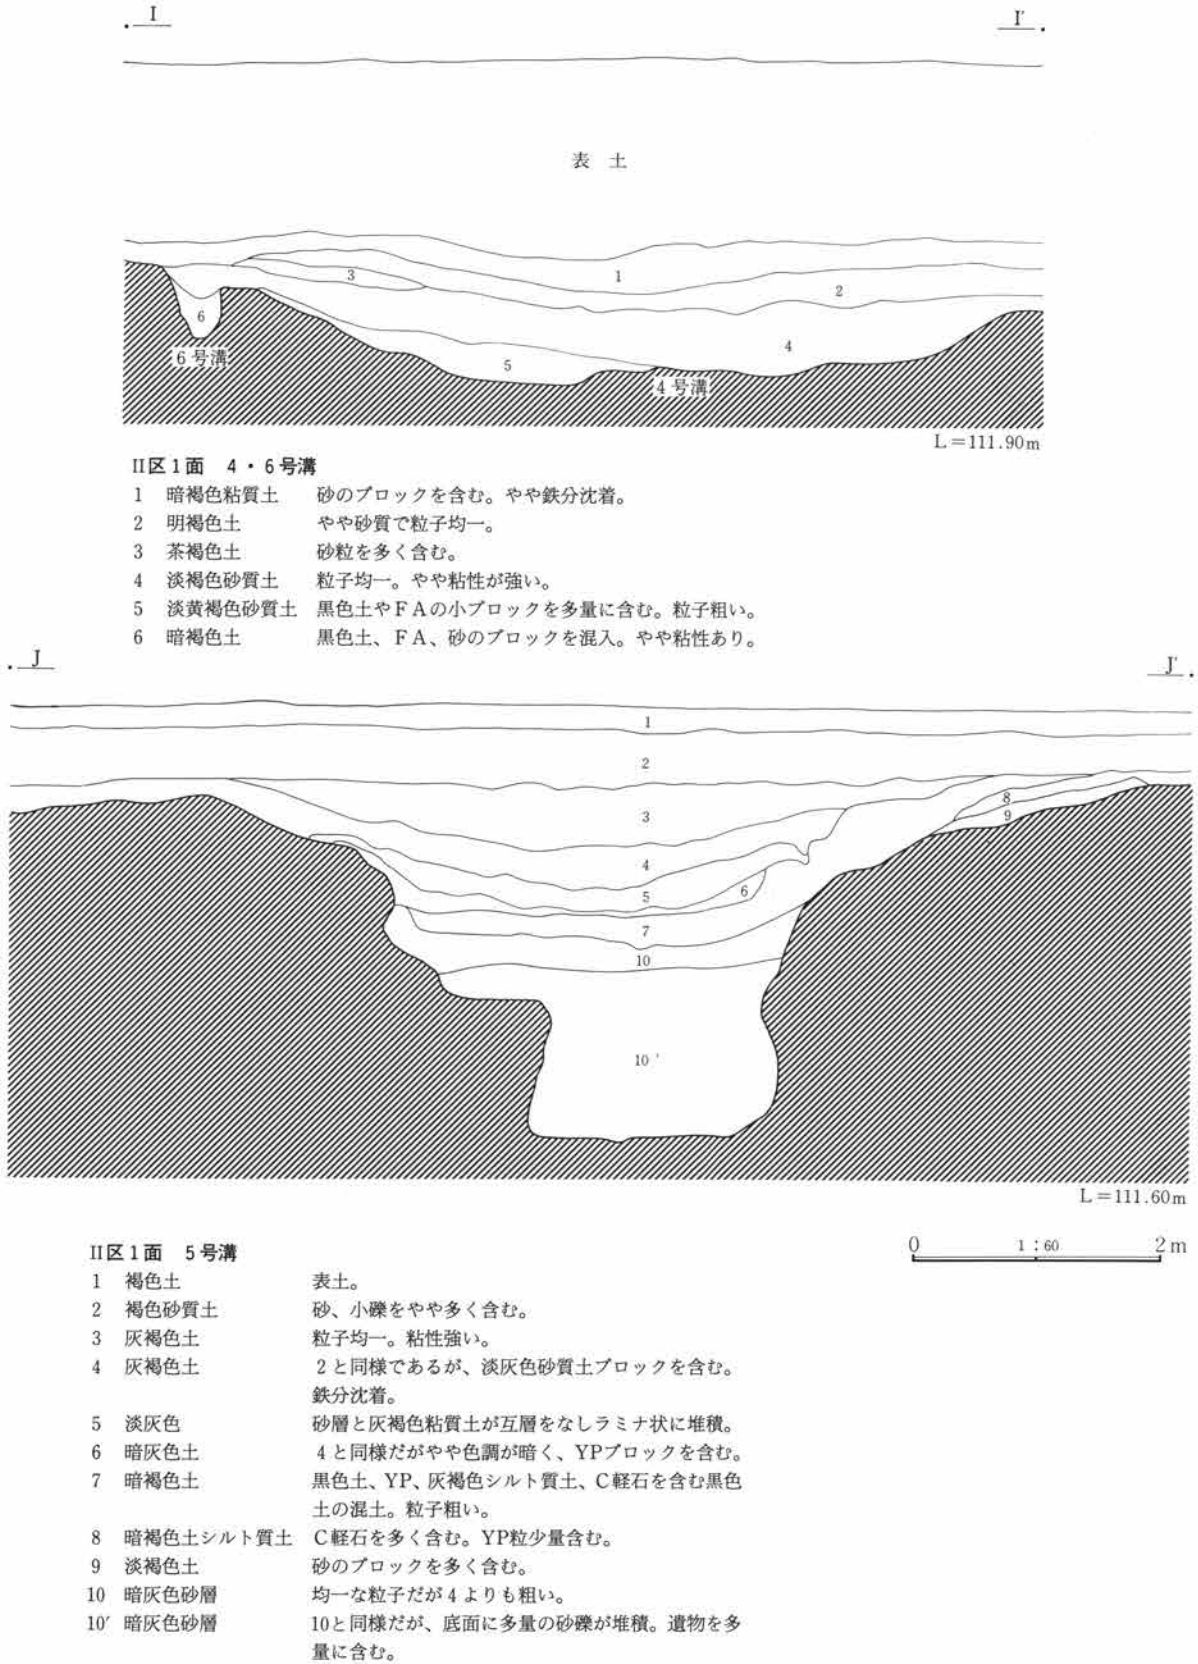 I I′
表 土
1
3
2
6
4
6号溝
5
4号溝
L=111.90m
II区1面 4・6号溝
1 暗褐色粘質土 砂のブロックを含む。やや鉄分沈着。
2 明褐色土 やや砂質で粒子均一。
3 茶褐色土 砂粒を多く含む。
4 淡褐色砂質土 粒子均一。やや粘性が強い。
5 淡黄褐色砂質土 黒色土やFAの小ブロックを多量に含む。粒子粗い。
6 暗褐色土 黒色土、FA、砂のブロックを混入。やや粘性あり。
J J′
1
2
8
3
9
4
6
5
7
10
10′
L=111.60m
0 1:60 2m
II区1面 5号溝
1 褐色土 表土。
2 褐色砂質土 砂、小礫をやや多く含む。
3 灰褐色土 粒子均一。粘性強い。
4 灰褐色土 2と同様であるが、淡灰色砂質土ブロックを含む。
鉄分沈着。
5 淡灰色 砂層と灰褐色粘質土が互層をなしラミナ状に堆積。
6 暗灰色土 4と同様だがやや色調が暗く、YPブロックを含む。
7 暗褐色土 黒色土、YP、灰褐色シルト質土、C軽石を含む黒色
土の混土。粒子粗い。
8 暗褐色土シルト質土 C軽石を多く含む。YP粒少量含む。
9 淡褐色土 砂のブロックを多く含む。
10 暗灰色砂層 均一な粒子だが4よりも粗い。
10′ 暗灰色砂層 10と同様だが、底面に多量の砂礫が堆積。遺物を多
量に含む。